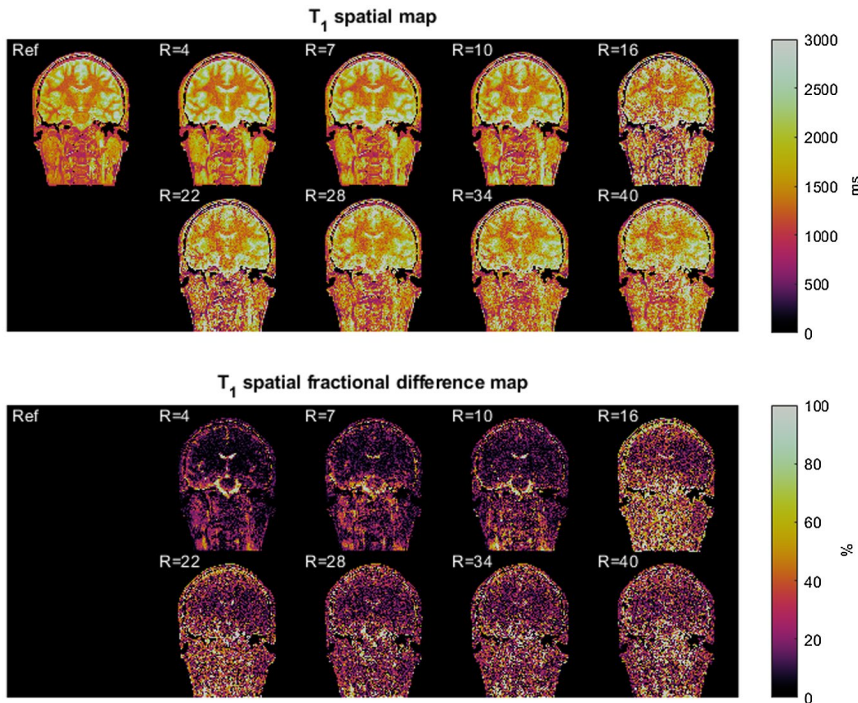 T1 spatial map
Ref R=4 R=7 R=10 R=16
R=22 R=28 R=34 R=40
3000
2500
2000
1500
1000
500
0
ms
T1 spatial fractional difference map
Ref R=4 R=7 R=10 R=16
R=22 R=28 R=34 R=40
100
80
60
40
20
0
%